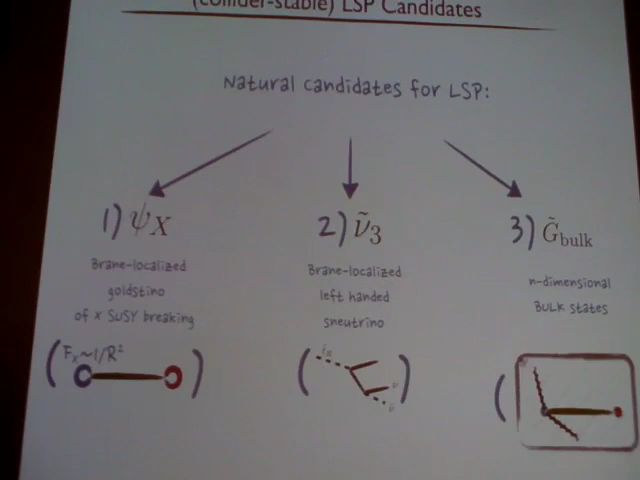 (collider-stable) LSP Candidates
Natural candidates for LSP:
1) ψX
2) ν̃3
3) G̃bulk
Brane-localized
goldstino
of X SUSY breaking
Brane-localized
left handed
sneutrino
n-dimensional
BULK states
(Fx~1/R²)